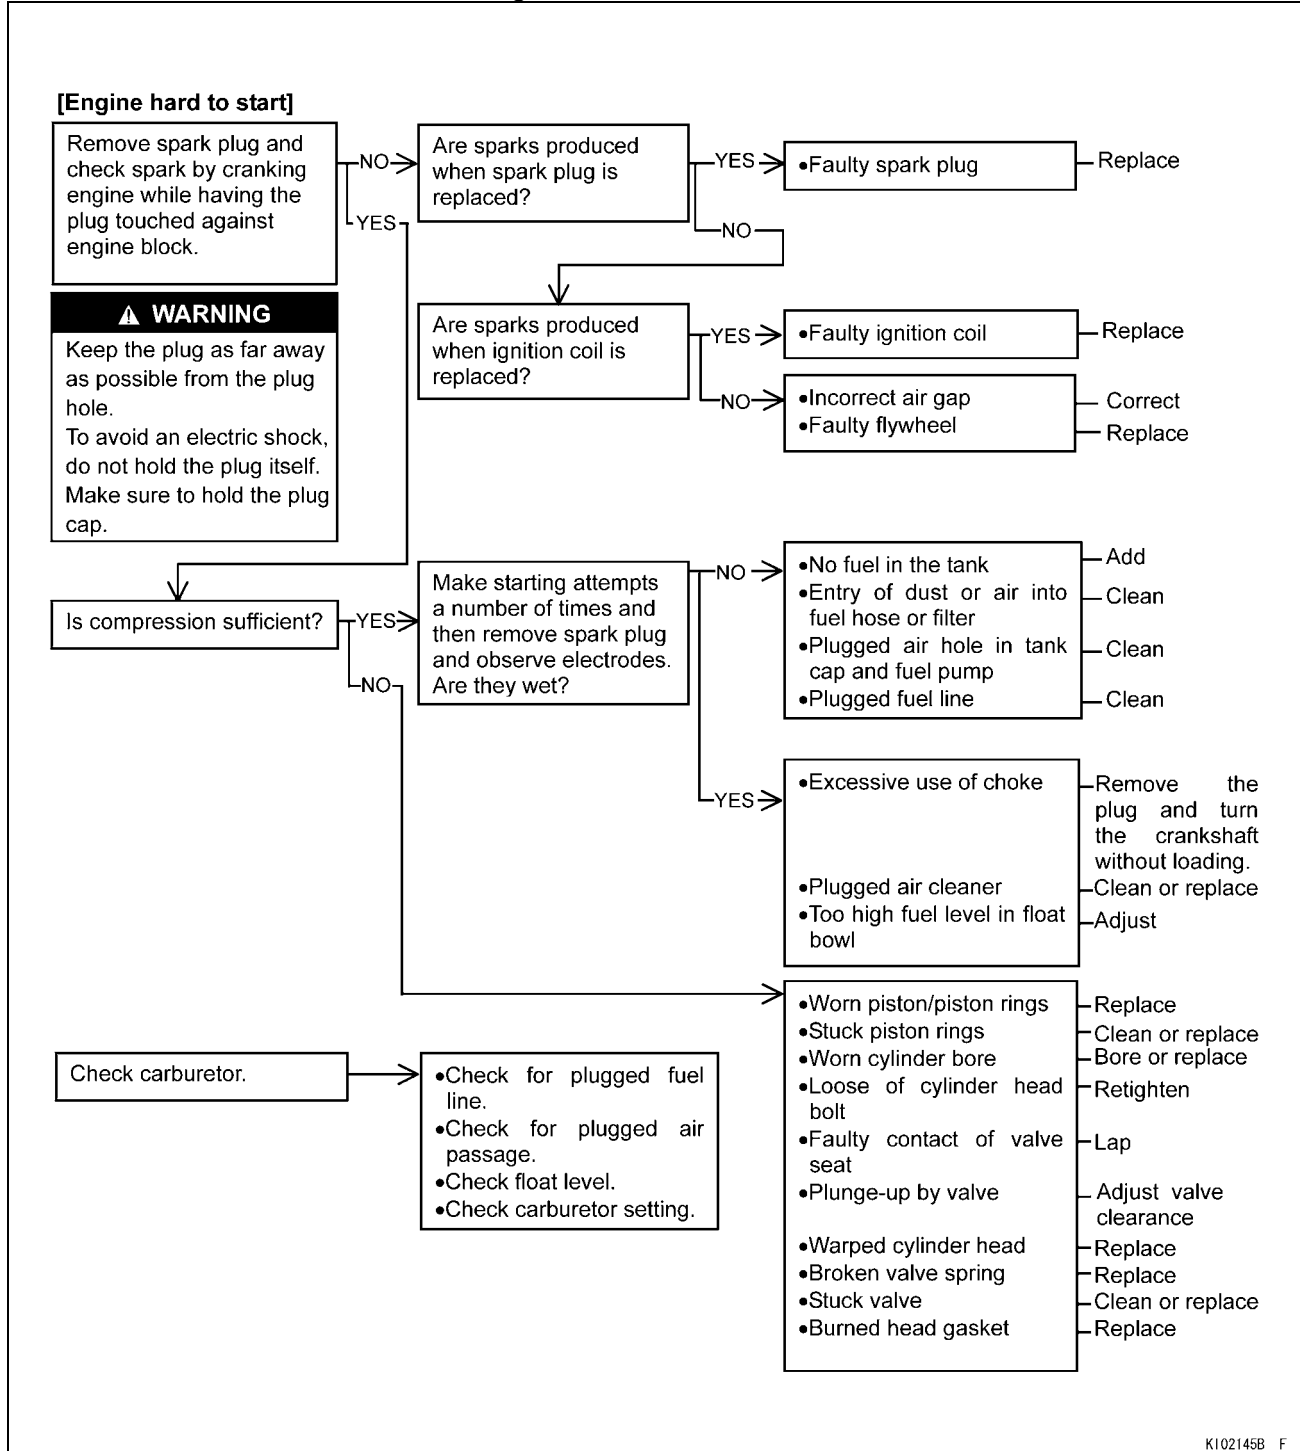 [Engine hard to start]
Remove spark plug and
check spark by cranking
engine while having the
plug touched against
engine block.
NO
YES
Are sparks produced
when spark plug is
replaced?
YES
NO
•Faulty spark plug
Replace
WARNING
Keep the plug as far away
as possible from the plug
hole.
To avoid an electric shock,
do not hold the plug itself.
Make sure to hold the plug
cap.
Are sparks produced
when ignition coil is
replaced?
YES
NO
•Faulty ignition coil
Replace
•Incorrect air gap
Correct
•Faulty flywheel
Replace
Is compression sufficient?
YES
NO
Make starting attempts
a number of times and
then remove spark plug
and observe electrodes.
Are they wet?
NO
YES
•No fuel in the tank
Add
•Entry of dust or air into
fuel hose or filter
Clean
•Plugged air hole in tank
cap and fuel pump
Clean
•Plugged fuel line
Clean
•Excessive use of choke
Remove the
plug and turn
the crankshaft
without loading.
•Plugged air cleaner
Clean or replace
•Too high fuel level in float
bowl
Adjust
•Worn piston/piston rings
Replace
•Stuck piston rings
Clean or replace
•Worn cylinder bore
Bore or replace
•Loose of cylinder head
bolt
Retighten
•Faulty contact of valve
seat
Lap
•Plunge-up by valve
Adjust valve
clearance
•Warped cylinder head
Replace
•Broken valve spring
Replace
•Stuck valve
Clean or replace
•Burned head gasket
Replace
Check carburetor.
•Check for plugged fuel
line.
•Check for plugged air
passage.
•Check float level.
•Check carburetor setting.
KI02145B F